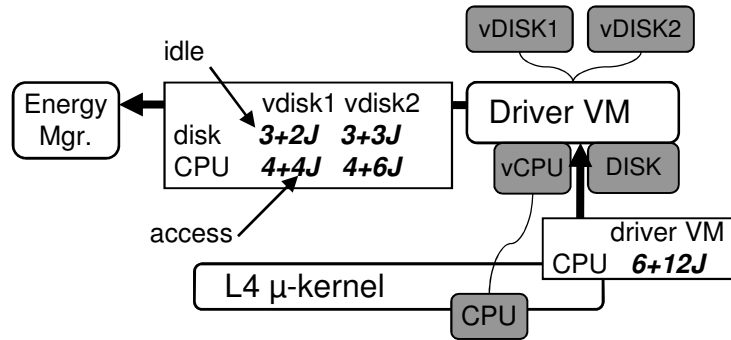 vDISK1 vDISK2
idle
Energy
Mgr.
vdisk1 vdisk2
disk 3+2J 3+3J
CPU 4+4J 4+6J
Driver VM
vCPU DISK
access
driver VM
CPU 6+12J
L4 µ-kernel
CPU